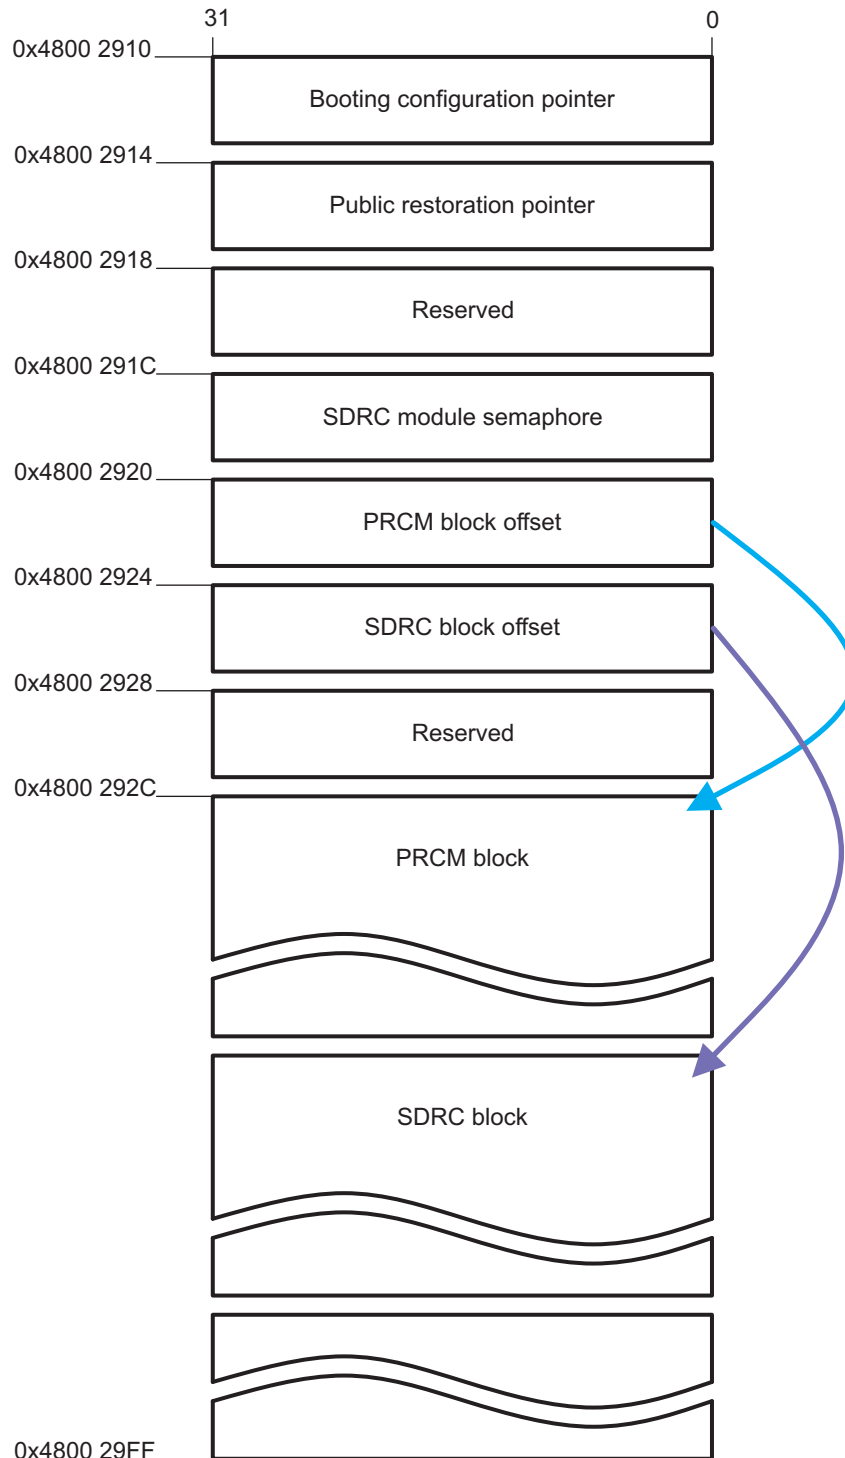 31 0
0x4800 2910
Booting configuration pointer
0x4800 2914
Public restoration pointer
0x4800 2918
Reserved
0x4800 291C
SDRC module semaphore
0x4800 2920
PRCM block offset
0x4800 2924
SDRC block offset
0x4800 2928
Reserved
0x4800 292C
PRCM block
SDRC block
0x4800 29FF